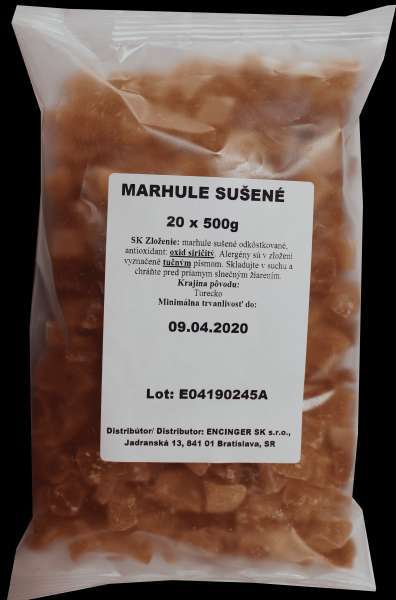 MARHULE SUŠENÉ
20 x 500g
SK Zloženie: marhule sušené odkôstkované,
antioxidant: oxid siričitý. Alergény sú v zložení
vyznačené tučným písmom. Skladujte v suchu a
chráňte pred priamym slnečným žiarením.
Krajina pôvodu:
Turecko
Minimálna trvanlivosť do:
09.04.2020
Lot: E04190245A
Distribútor/ Distributor: ENCINGER SK s.r.o.,
Jadranská 13, 841 01 Bratislava, SR